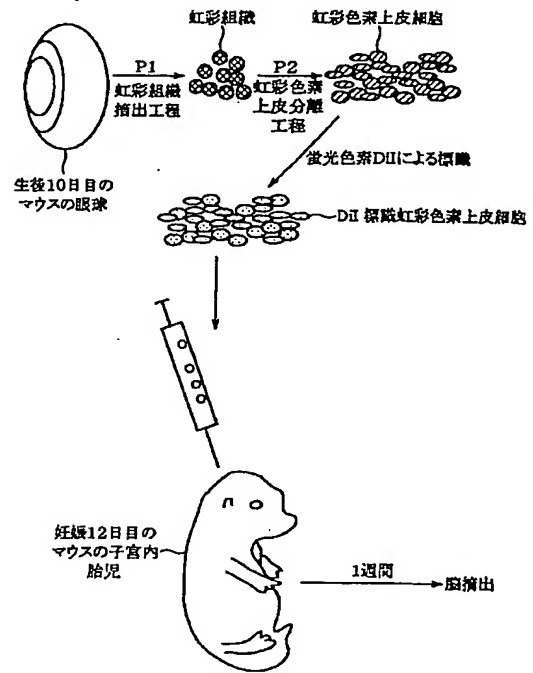 虹彩組織
虹彩色素上皮細胞
P1
虹彩組織
摘出工程
P2
虹彩色素
上皮分離
工程
生後10日目の
マウスの眼球
蛍光色素DiIによる標識
DiI 標識虹彩色素上皮細胞
妊娠12日目の
マウスの子宮内
胎児
1週間
脳摘出